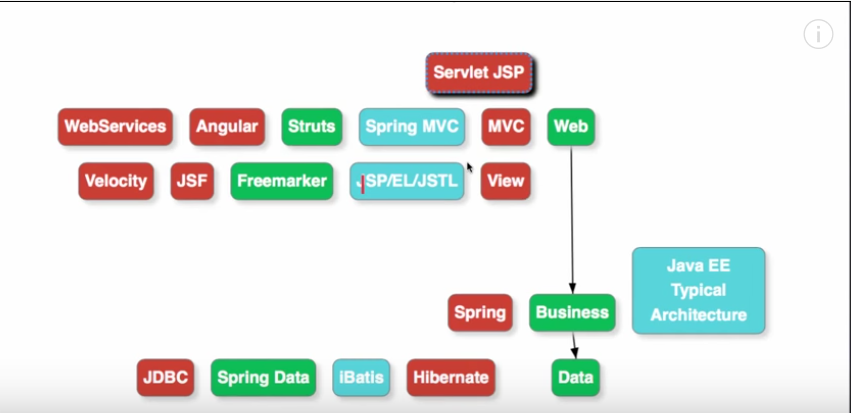 i
Servlet JSP
WebServices Angular Struts Spring MVC MVC Web
Velocity JSF Freemarker JSP/EL/JSTL View
Java EE
Typical
Architecture
Spring Business
JDBC Spring Data iBatis Hibernate Data